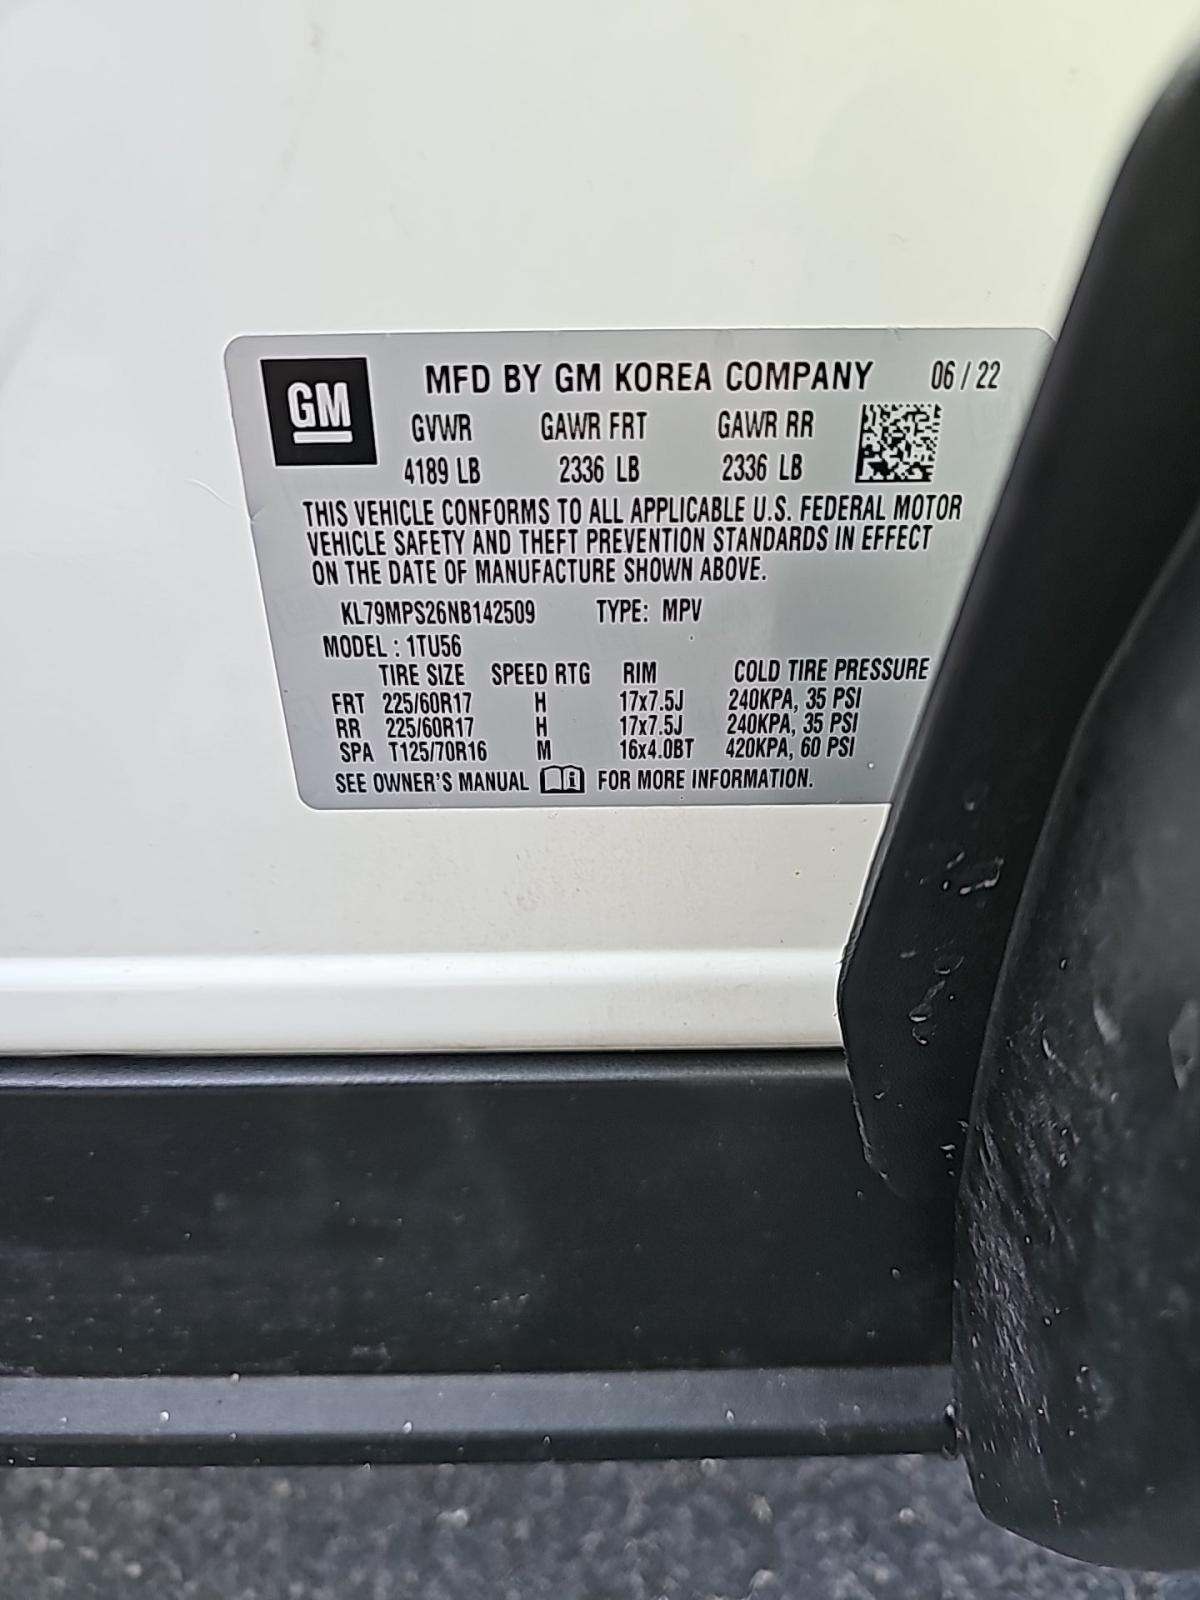 GM
MFD BY GM KOREA COMPANY 06 / 22
GVWR GAWR FRT GAWR RR
4189 LB 2336 LB 2336 LB
THIS VEHICLE CONFORMS TO ALL APPLICABLE U.S. FEDERAL MOTOR
VEHICLE SAFETY AND THEFT PREVENTION STANDARDS IN EFFECT
ON THE DATE OF MANUFACTURE SHOWN ABOVE.
KL79MPS26NB142509 TYPE: MPV
MODEL : 1TU56
TIRE SIZE SPEED RTG RIM COLD TIRE PRESSURE
FRT 225/60R17 H 17x7.5J 240KPA, 35 PSI
RR 225/60R17 H 17x7.5J 240KPA, 35 PSI
SPA T125/70R16 M 16x4.0BT 420KPA, 60 PSI
SEE OWNER'S MANUAL FOR MORE INFORMATION.